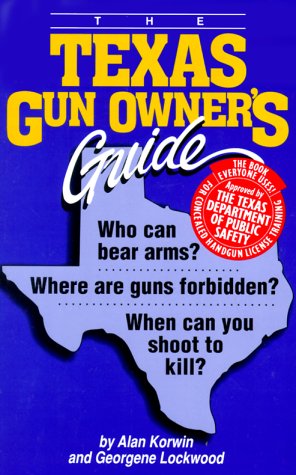 THE
TEXAS
GUN OWNER'S
Guide
THE BOOK
EVERYONE USES!
Approved by
THE TEXAS
DEPARTMENT
OF PUBLIC
SAFETY
FOR CONCEALED HANDGUN LICENSE TRAINING
Who can
bear arms?
Where are guns forbidden?
When can you
shoot to
kill?
by Alan Korwin
and Georgene Lockwood